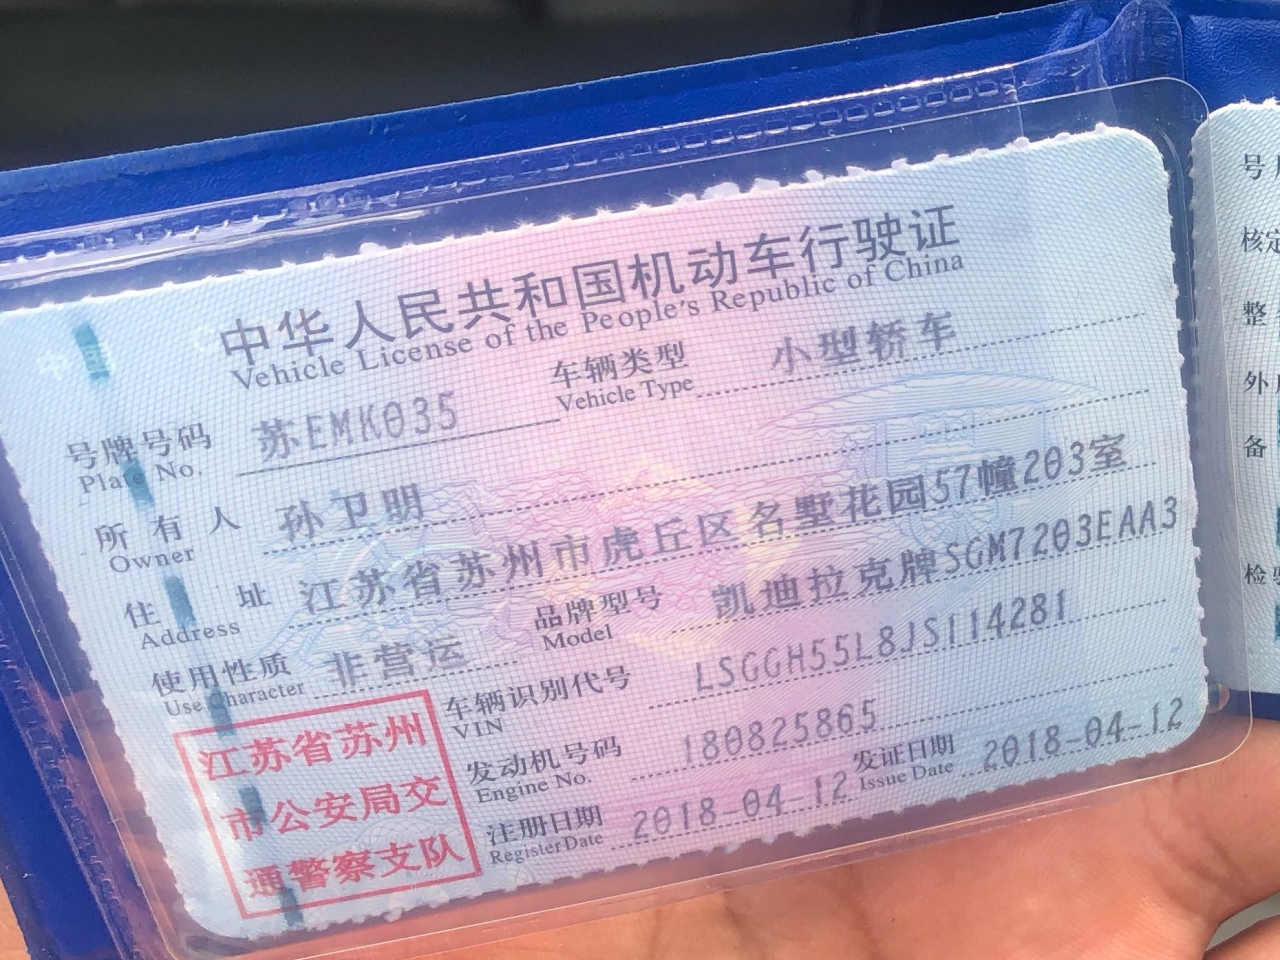 中华人民共和国机动车行驶证
Vehicle License of the People's Republic of China
号牌号码 苏EMK035 车辆类型 小型轿车
Plate No. Vehicle Type
所有人 孙卫明
Owner
住址 江苏省苏州市虎丘区名墅花园57幢203室
Address
使用性质 非营运 品牌型号 凯迪拉克牌SGM7203EAA3
Use Character Model
车辆识别代号 LSGGH55L8JS114281
VIN
发动机号码 180825865
Engine No.
注册日期 2018-04-12 发证日期 2018-04-12
Register Date Issue Date
江苏省苏州
市公安局交
通警察支队
号
核定
整
外
备
检验